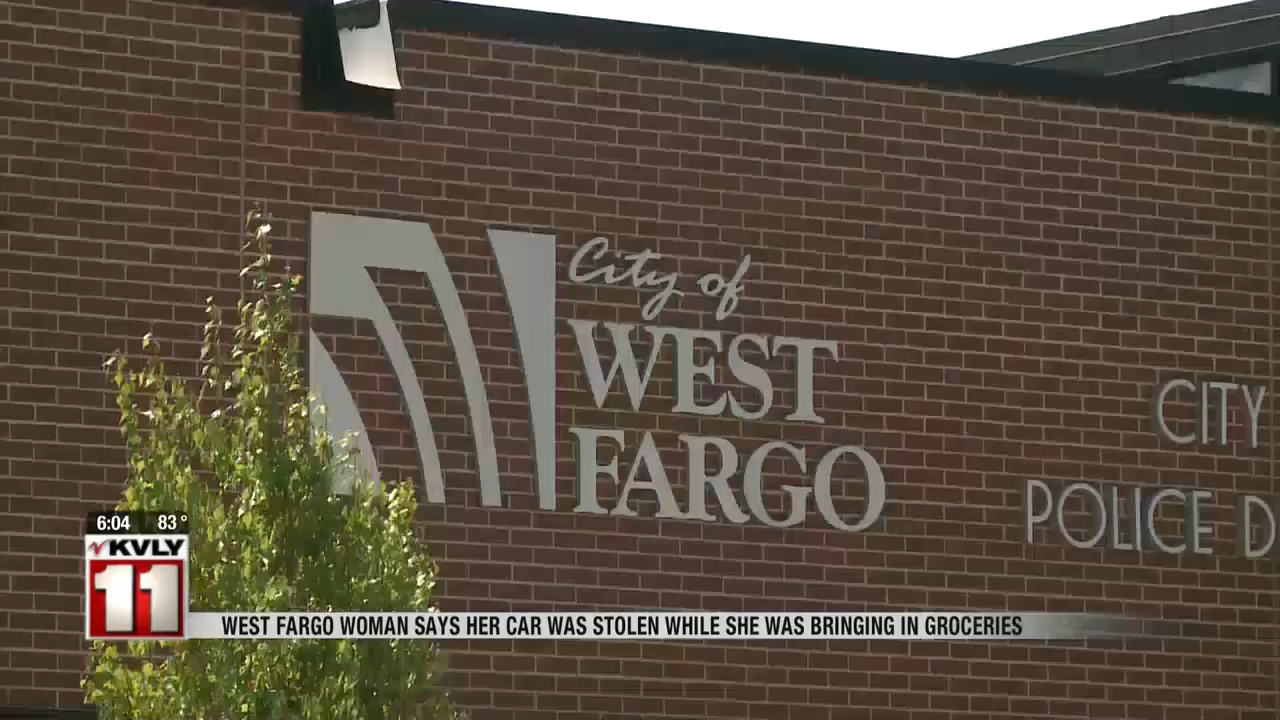 City of
WEST
FARGO
CITY
POLICE D
6:04 83°
KVLY
11
WEST FARGO WOMAN SAYS HER CAR WAS STOLEN WHILE SHE WAS BRINGING IN GROCERIES